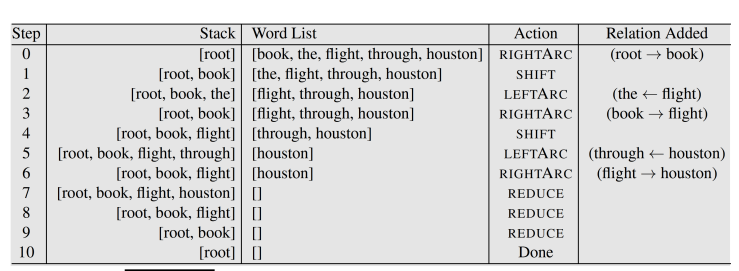 Step Stack Word List Action Relation Added
0 [root] [book, the, flight, through, houston] RIGHTARC (root → book)
1 [root, book] [the, flight, through, houston] SHIFT
2 [root, book, the] [flight, through, houston] LEFTARC (the ← flight)
3 [root, book] [flight, through, houston] RIGHTARC (book → flight)
4 [root, book, flight] [through, houston] SHIFT
5 [root, book, flight, through] [houston] LEFTARC (through ← houston)
6 [root, book, flight] [houston] RIGHTARC (flight → houston)
7 [root, book, flight, houston] [] REDUCE
8 [root, book, flight] [] REDUCE
9 [root, book] [] REDUCE
10 [root] [] Done